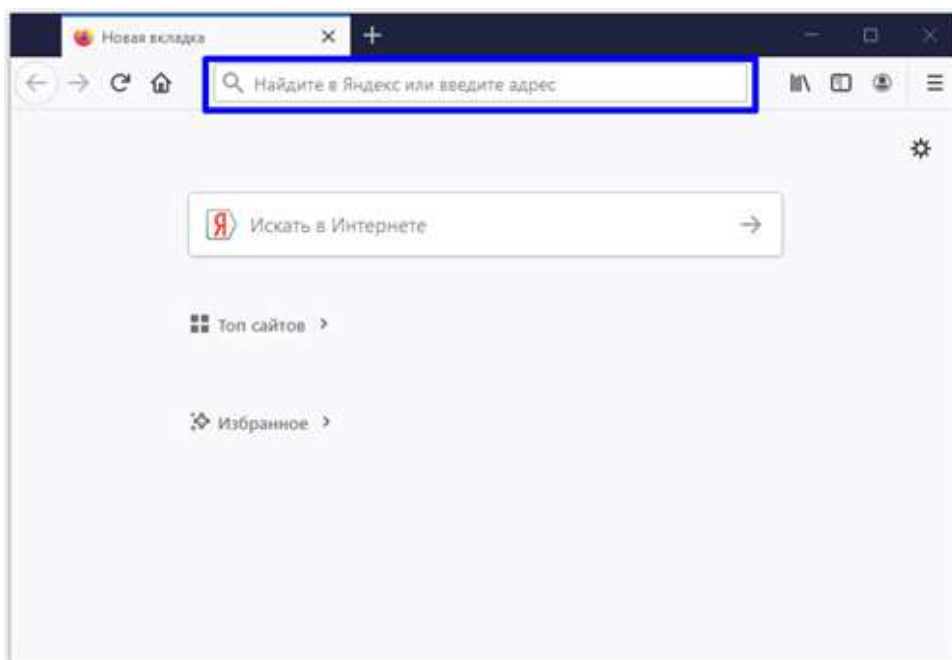 Новая вкладка
Найдите в Яндекс или введите адрес
Я Искать в Интернете
Топ сайтов
Избранное